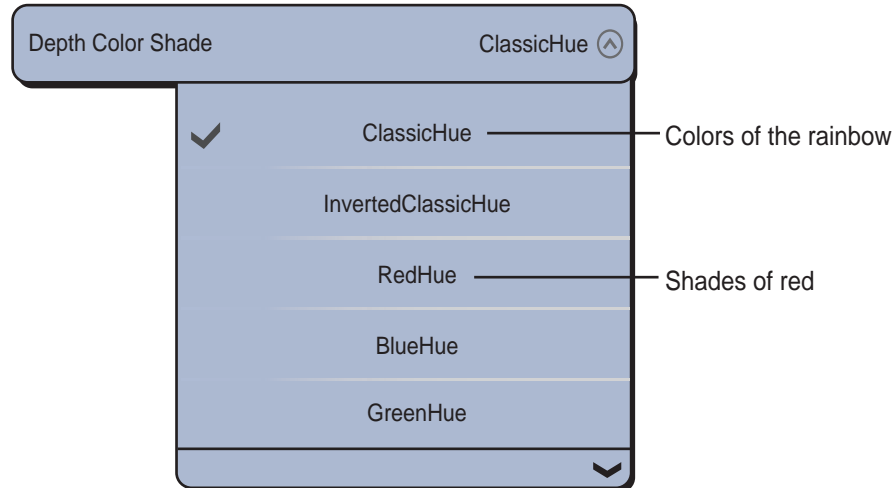 Depth Color Shade ClassicHue
ClassicHue Colors of the rainbow
InvertedClassicHue
RedHue Shades of red
BlueHue
GreenHue